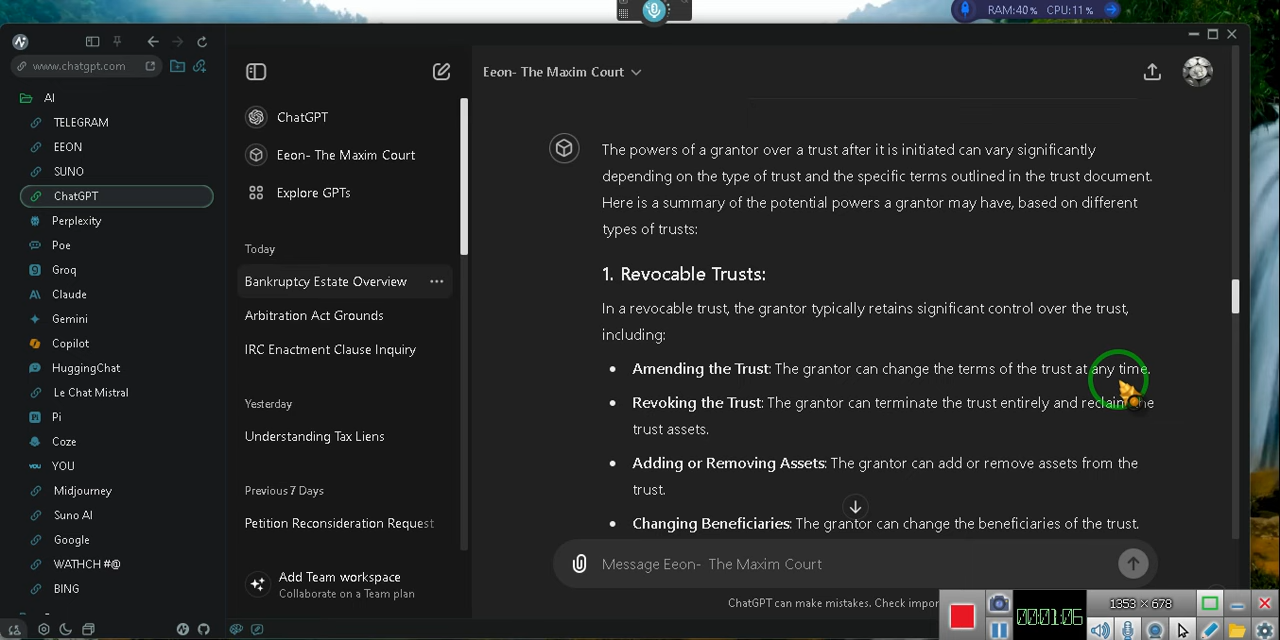 RAM:40% CPU:11%
www.chatgpt.com
AI
TELEGRAM
EEON
SUNO
ChatGPT
Perplexity
Poe
Groq
Claude
Gemini
Copilot
HuggingChat
Le Chat Mistral
Pi
Coze
YOU
Midjourney
Suno AI
Google
WATHCH #@
BING
ChatGPT
Eeon- The Maxim Court
Explore GPTs
Today
Bankruptcy Estate Overview
Arbitration Act Grounds
IRC Enactment Clause Inquiry
Yesterday
Understanding Tax Liens
Previous 7 Days
Petition Reconsideration Request
Add Team workspace
Collaborate on a Team plan
Eeon- The Maxim Court
The powers of a grantor over a trust after it is initiated can vary significantly
depending on the type of trust and the specific terms outlined in the trust document.
Here is a summary of the potential powers a grantor may have, based on different
types of trusts:
1. Revocable Trusts:
In a revocable trust, the grantor typically retains significant control over the trust,
including:
• Amending the Trust: The grantor can change the terms of the trust at any time.
• Revoking the Trust: The grantor can terminate the trust entirely and reclaim the
trust assets.
• Adding or Removing Assets: The grantor can add or remove assets from the
trust.
• Changing Beneficiaries: The grantor can change the beneficiaries of the trust.
Message Eeon- The Maxim Court
ChatGPT can make mistakes. Check impor
00:01:06
1353 × 678